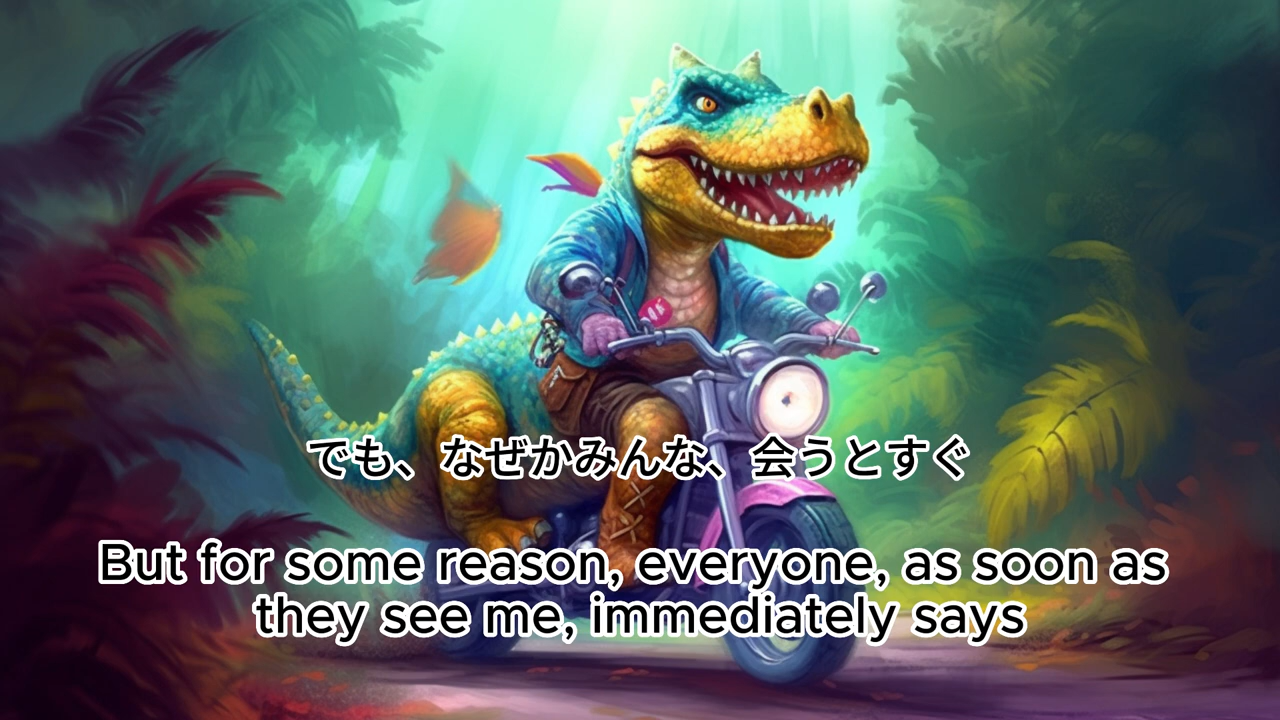 でも、なぜかみんな、会うとすぐ
But for some reason, everyone, as soon as
they see me, immediately says